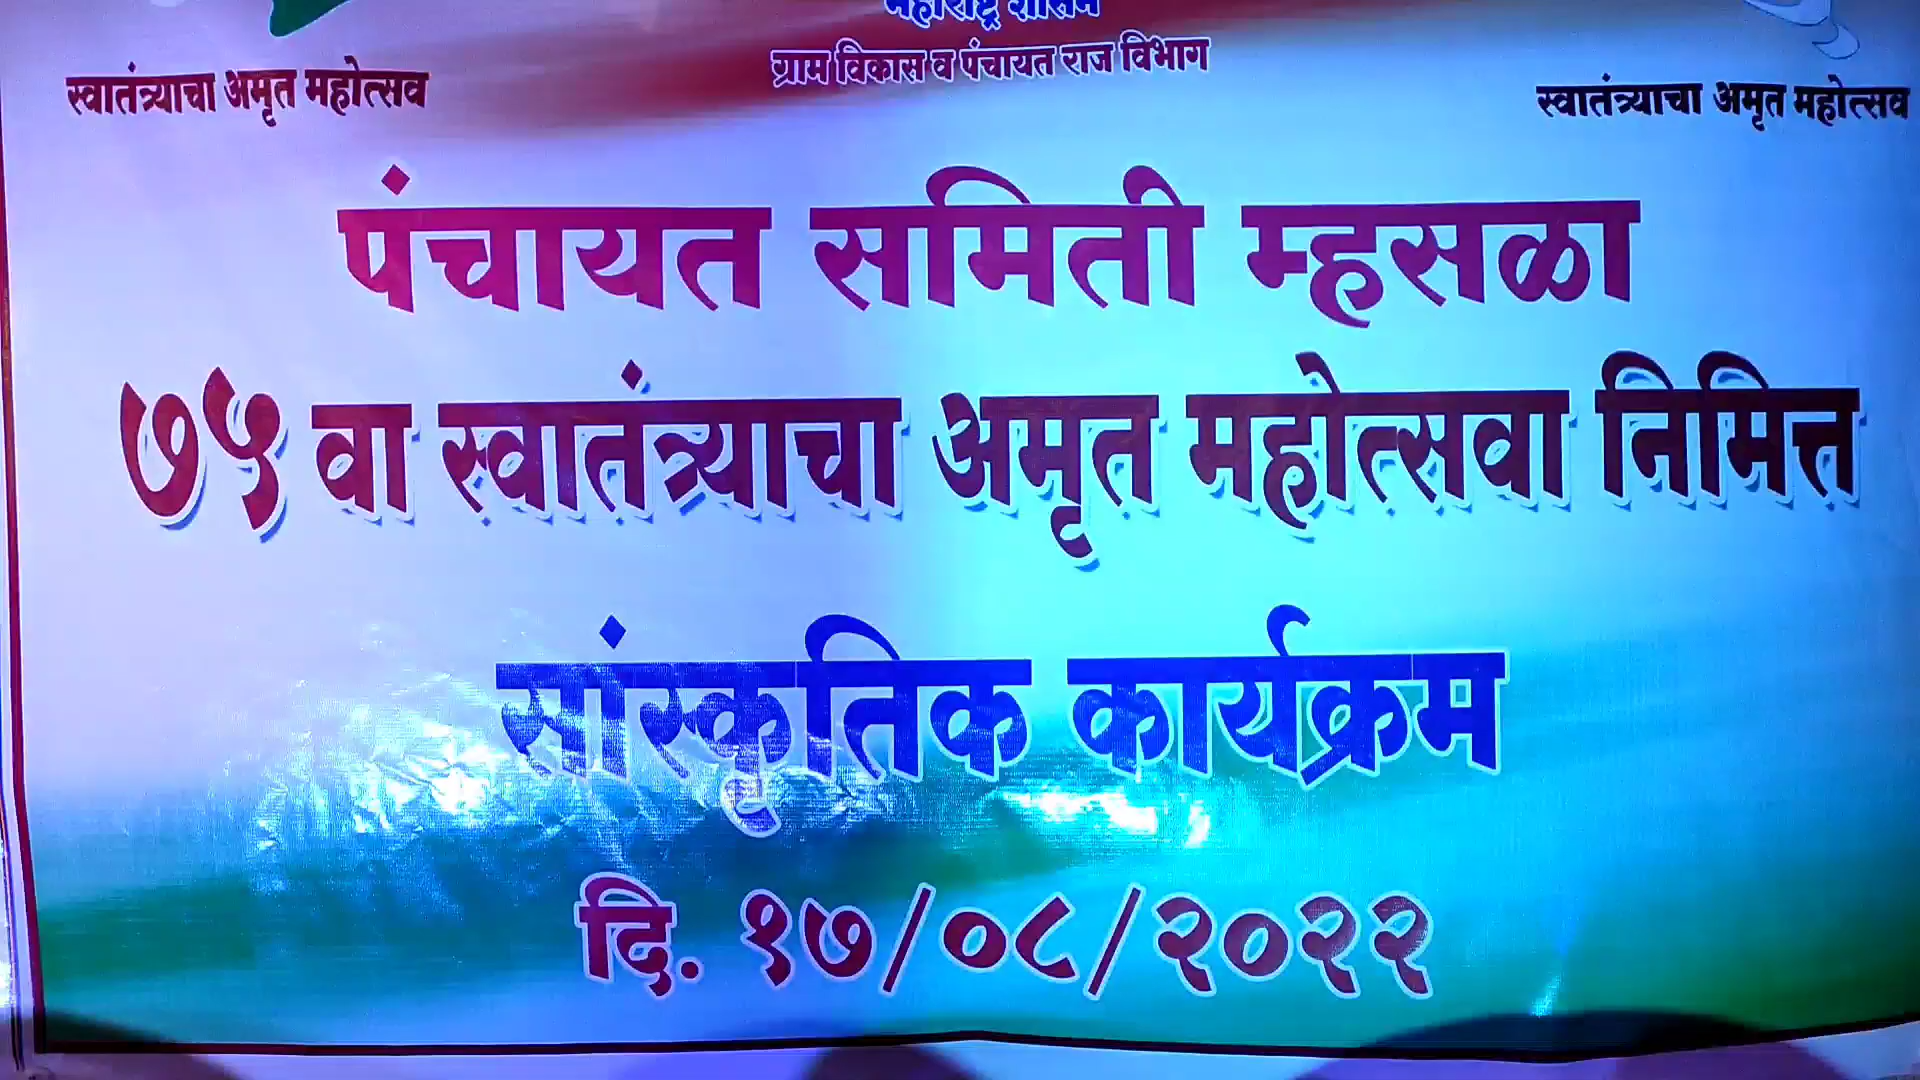 महाराष्ट्र शासन
ग्राम विकास व पंचायत राज विभाग
स्वातंत्र्याचा अमृत महोत्सव
स्वातंत्र्याचा अमृत महोत्सव
पंचायत समिती म्हसळा
७५ वा स्वातंत्र्याचा अमृत महोत्सवा निमित्त
सांस्कृतिक कार्यक्रम
दि. १७/०८/२०२२